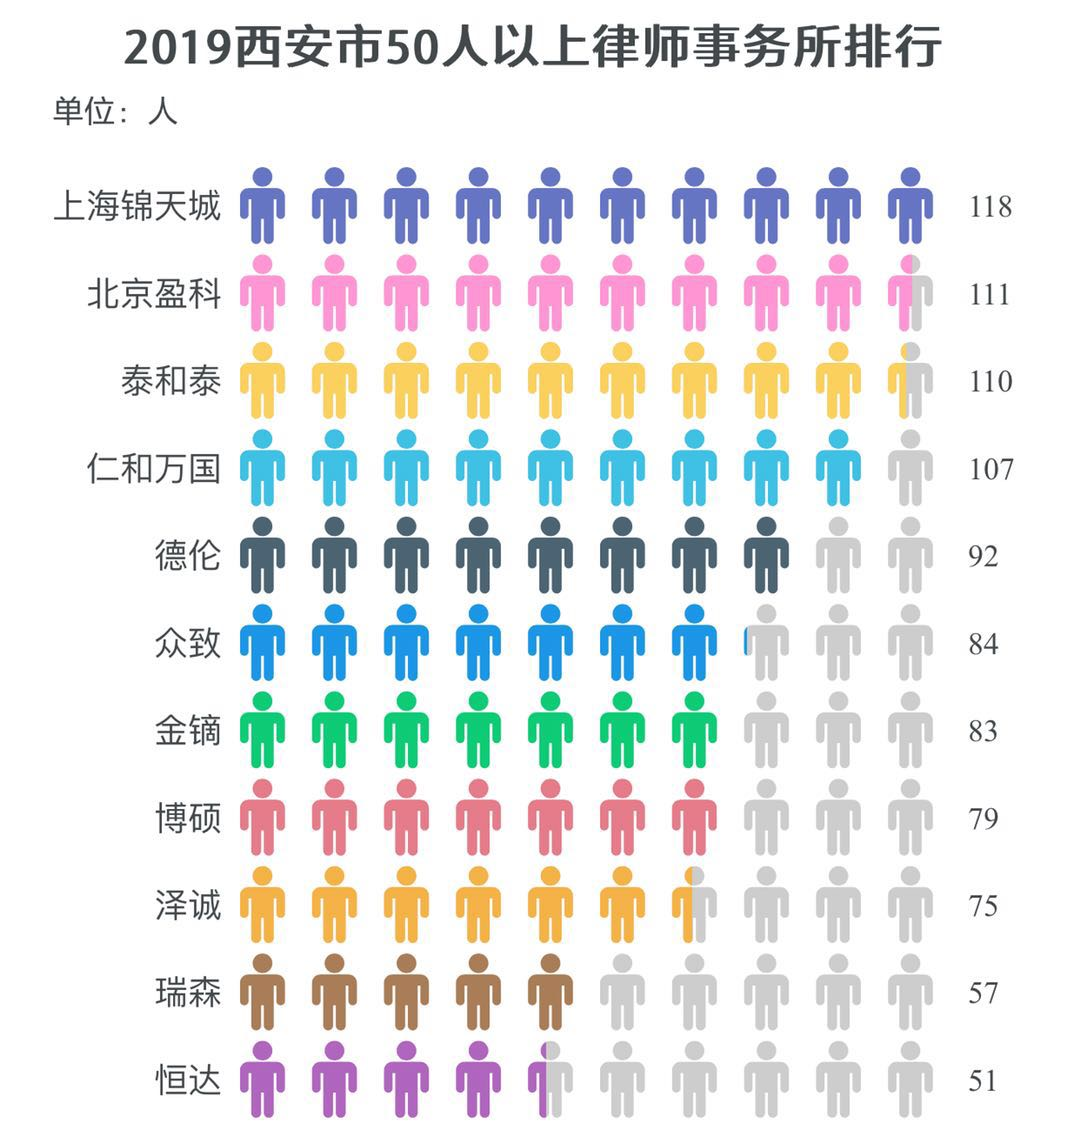 2019西安市50人以上律师事务所排行
单位：人
上海锦天城 118
北京盈科 111
泰和泰 110
仁和万国 107
德伦 92
众致 84
金镝 83
博硕 79
泽诚 75
瑞森 57
恒达 51